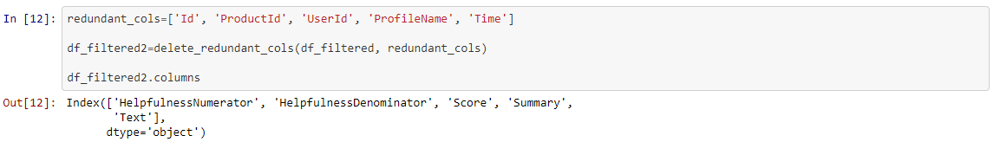 In [12]: redundant_cols=['Id', 'ProductId', 'UserId', 'ProfileName', 'Time']
df_filtered2=delete_redundant_cols(df_filtered, redundant_cols)
df_filtered2.columns
Out[12]: Index(['HelpfulnessNumerator', 'HelpfulnessDenominator', 'Score', 'Summary',
'Text'],
dtype='object')